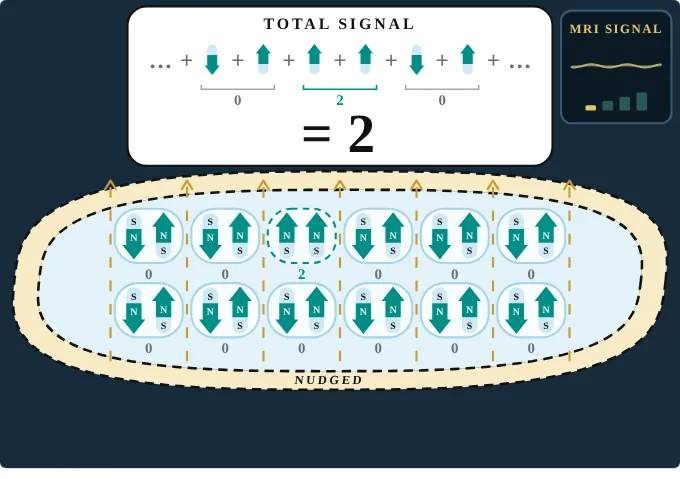 TOTAL SIGNAL
MRI SIGNAL
… + + + + + + + …
0 2 0
= 2
S N N S
S N N S
N N S S
S N N S
S N N S
S N N S
0 0 2 0 0 0
S N N S
S N N S
S N N S
S N N S
S N N S
S N N S
0 0 0 0 0 0
NUDGED